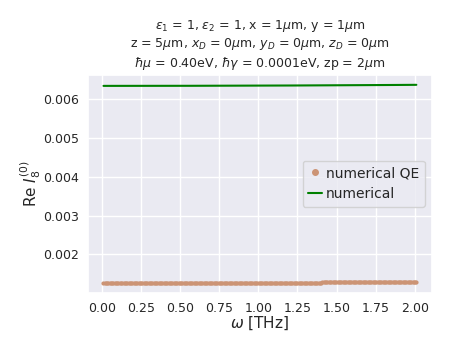 ε₁ = 1, ε₂ = 1, x = 1μm, y = 1μm
z = 5μm, x_D = 0μm, y_D = 0μm, z_D = 0μm
ħμ = 0.40eV, ħγ = 0.0001eV, zp = 2μm
0.006
0.005
0.004
0.003
0.002
Re I₈⁽⁰⁾
numerical QE
numerical
0.00 0.25 0.50 0.75 1.00 1.25 1.50 1.75 2.00
ω [THz]